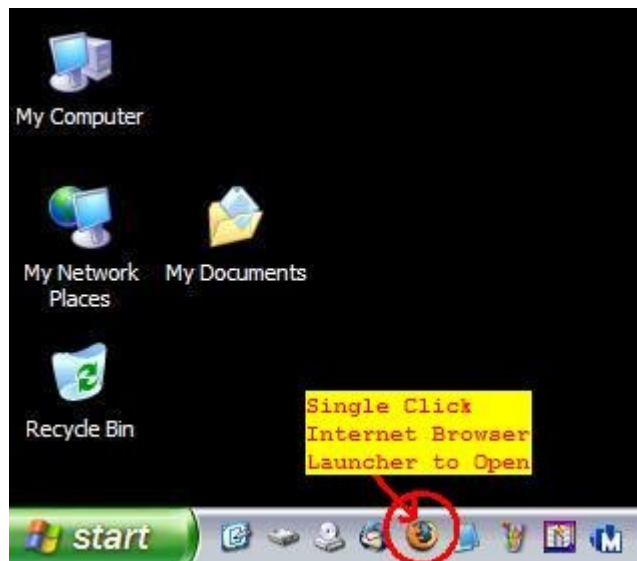 My Computer
My Network
Places
My Documents
Recycle Bin
Single Click
Internet Browser
Launcher to Open
start